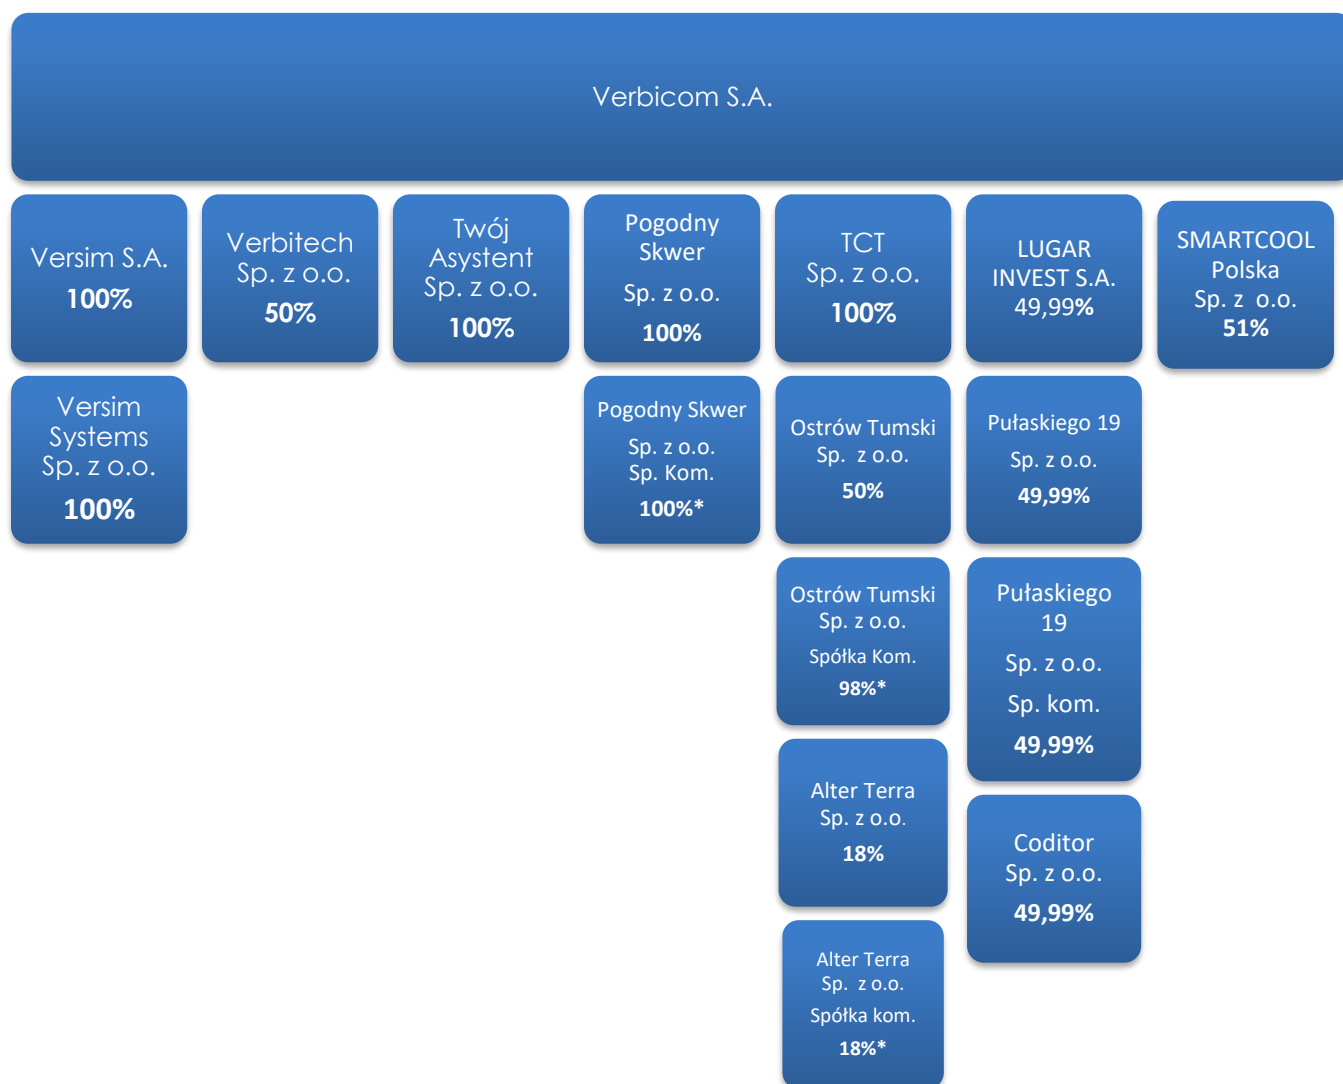 Verbicom S.A.
Versim S.A.
100%
Verbitech
Sp. z o.o.
50%
Twój
Asystent
Sp. z o.o.
100%
Pogodny
Skwer
Sp. z o.o.
100%
TCT
Sp. z o.o.
100%
LUGAR
INVEST S.A.
49,99%
SMARTCOOL
Polska
Sp. z o.o.
51%
Versim
Systems
Sp. z o.o.
100%
Pogodny Skwer
Sp. z o.o.
Sp. Kom.
100%*
Ostrów Tumski
Sp. z o.o.
50%
Pułaskiego 19
Sp. z o.o.
49,99%
Ostrów Tumski
Sp. z o.o.
Spółka Kom.
98%*
Pułaskiego
19
Sp. z o.o.
Sp. kom.
49,99%
Alter Terra
Sp. z o.o.
18%
Coditor
Sp. z o.o.
49,99%
Alter Terra
Sp. z o.o.
Spółka kom.
18%*